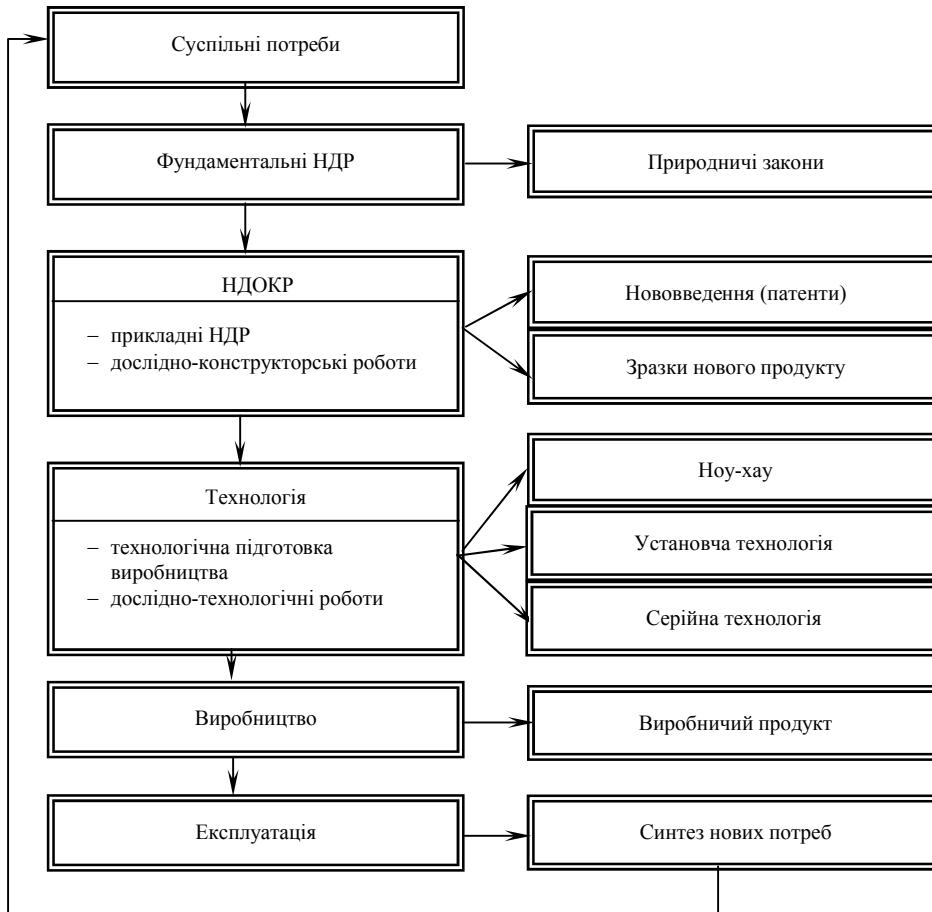 Суспільні потреби
Фундаментальні НДР
Природничі закони
НДОКР
– прикладні НДР
– дослідно-конструкторські роботи
Нововведення (патенти)
Зразки нового продукту
Технологія
– технологічна підготовка
виробництва
– дослідно-технологічні роботи
Ноу-хау
Установча технологія
Серійна технологія
Виробництво
Виробничий продукт
Експлуатація
Синтез нових потреб